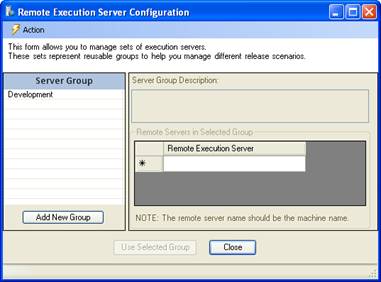 Remote Execution Server Configuration
Action
This form allows you to manage sets of execution servers.
These sets represent reusable groups to help you manage different release scenarios.
Server Group
Development
Add New Group
Server Group Description:
Remote Servers in Selected Group
Remote Execution Server
*
NOTE: The remote server name should be the machine name.
Use Selected Group
Close